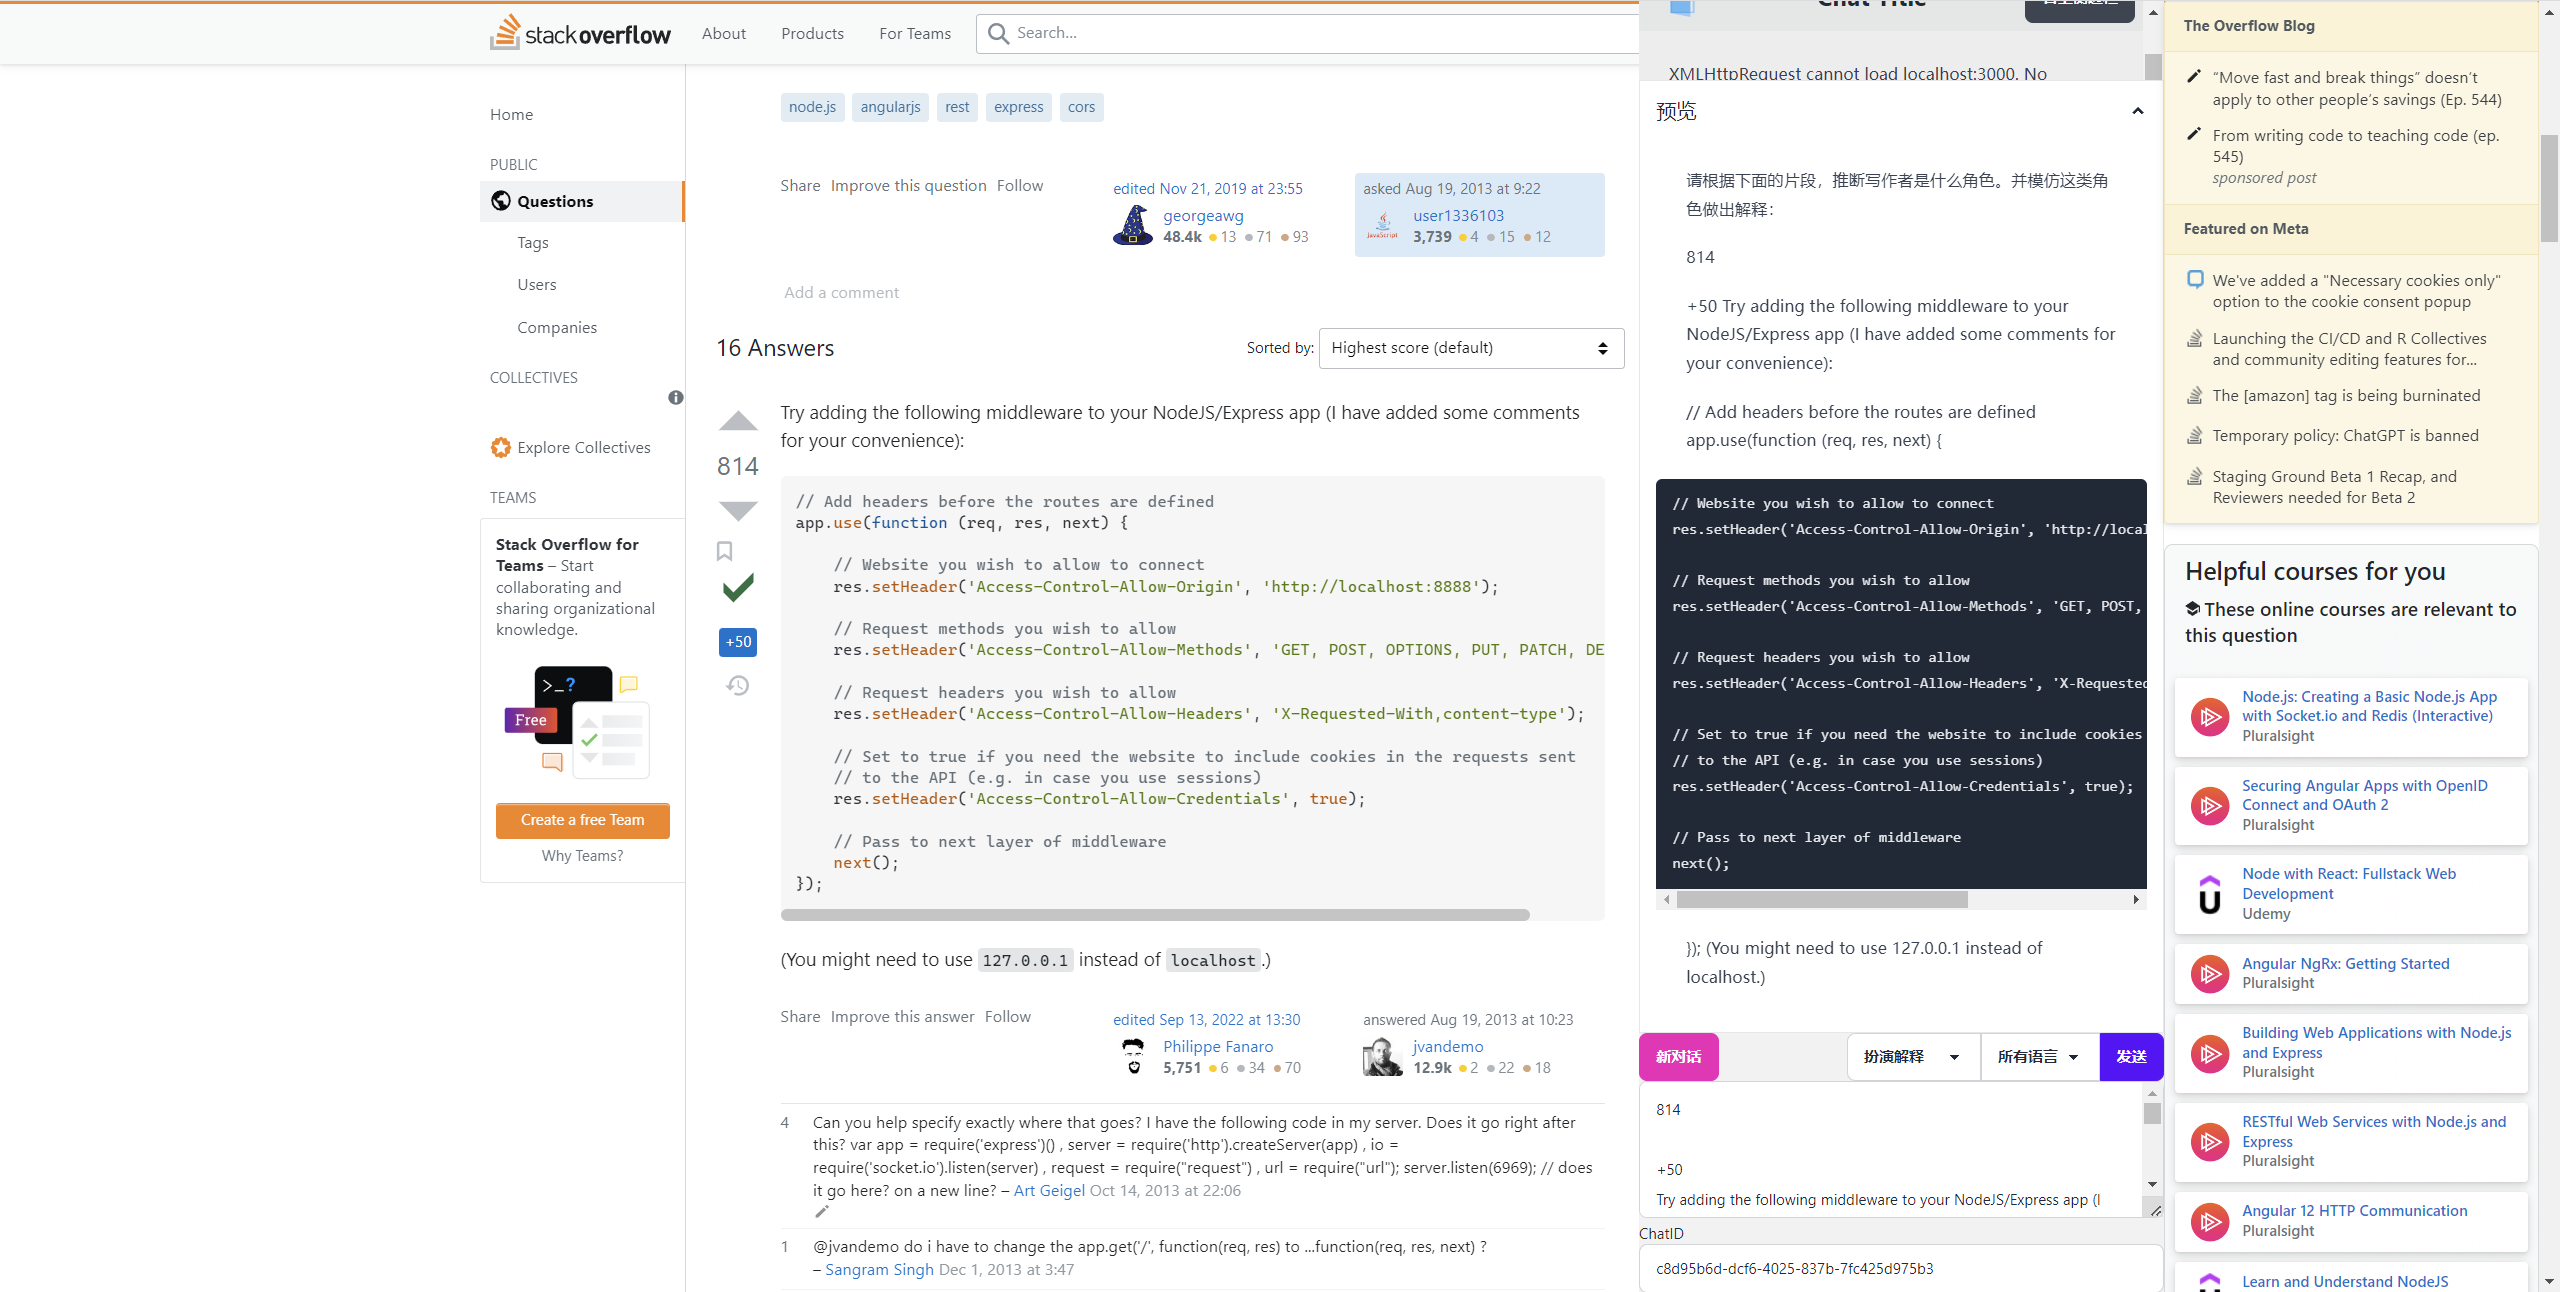 stackoverflow
About
Products
For Teams
Search...
Home
PUBLIC
Questions
Tags
Users
Companies
COLLECTIVES
Explore Collectives
TEAMS
Stack Overflow for
Teams – Start
collaborating and
sharing organizational
knowledge.
>_?
Free
Create a free Team
Why Teams?
node.js
angularjs
rest
express
cors
Share Improve this question Follow
edited Nov 21, 2019 at 23:55
georgeawg
48.4k 13 71 93
asked Aug 19, 2013 at 9:22
JavaScript
user1336103
3,739 4 15 12
Add a comment
16 Answers
Sorted by:
Highest score (default)
814
+50
Try adding the following middleware to your NodeJS/Express app (I have added some comments
for your convenience):
// Add headers before the routes are defined
app.use(function (req, res, next) {
// Website you wish to allow to connect
res.setHeader('Access-Control-Allow-Origin', 'http://localhost:8888');
// Request methods you wish to allow
res.setHeader('Access-Control-Allow-Methods', 'GET, POST, OPTIONS, PUT, PATCH, DE
// Request headers you wish to allow
res.setHeader('Access-Control-Allow-Headers', 'X-Requested-With,content-type');
// Set to true if you need the website to include cookies in the requests sent
// to the API (e.g. in case you use sessions)
res.setHeader('Access-Control-Allow-Credentials', true);
// Pass to next layer of middleware
next();
});
(You might need to use 127.0.0.1 instead of localhost.)
Share Improve this answer Follow
edited Sep 13, 2022 at 13:30
Philippe Fanaro
5,751 6 34 70
answered Aug 19, 2013 at 10:23
jvandemo
12.9k 2 22 18
4
Can you help specify exactly where that goes? I have the following code in my server. Does it go right after
this? var app = require('express')() , server = require('http').createServer(app) , io =
require('socket.io').listen(server) , request = require("request") , url = require("url"); server.listen(6969); // does
it go here? on a new line? – Art Geigel Oct 14, 2013 at 22:06
1
@jvandemo do i have to change the app.get('/', function(req, res) to ...function(req, res, next) ?
– Sangram Singh Dec 1, 2013 at 3:47
Chat Title
XMLHttpRequest cannot load localhost:3000. No
预览
请根据下面的片段，推断写作者是什么角色。并模仿这类角
色做出解释：
814
+50 Try adding the following middleware to your
NodeJS/Express app (I have added some comments for
your convenience):
// Add headers before the routes are defined
app.use(function (req, res, next) {
// Website you wish to allow to connect
res.setHeader('Access-Control-Allow-Origin', 'http://local
// Request methods you wish to allow
res.setHeader('Access-Control-Allow-Methods', 'GET, POST,
// Request headers you wish to allow
res.setHeader('Access-Control-Allow-Headers', 'X-Requested
// Set to true if you need the website to include cookies
// to the API (e.g. in case you use sessions)
res.setHeader('Access-Control-Allow-Credentials', true);
// Pass to next layer of middleware
next();
}); (You might need to use 127.0.0.1 instead of
localhost.)
新对话
扮演解释
所有语言
发送
814
+50
Try adding the following middleware to your NodeJS/Express app (I
ChatID
c8d95b6d-dcf6-4025-837b-7fc425d975b3
The Overflow Blog
“Move fast and break things” doesn’t
apply to other people’s savings (Ep. 544)
From writing code to teaching code (ep.
545)
sponsored post
Featured on Meta
We've added a "Necessary cookies only"
option to the cookie consent popup
Launching the CI/CD and R Collectives
and community editing features for...
The [amazon] tag is being burninated
Temporary policy: ChatGPT is banned
Staging Ground Beta 1 Recap, and
Reviewers needed for Beta 2
Helpful courses for you
These online courses are relevant to
this question
Node.js: Creating a Basic Node.js App
with Socket.io and Redis (Interactive)
Pluralsight
Securing Angular Apps with OpenID
Connect and OAuth 2
Pluralsight
Node with React: Fullstack Web
Development
Udemy
Angular NgRx: Getting Started
Pluralsight
Building Web Applications with Node.js
and Express
Pluralsight
RESTful Web Services with Node.js and
Express
Pluralsight
Angular 12 HTTP Communication
Pluralsight
Learn and Understand NodeJS